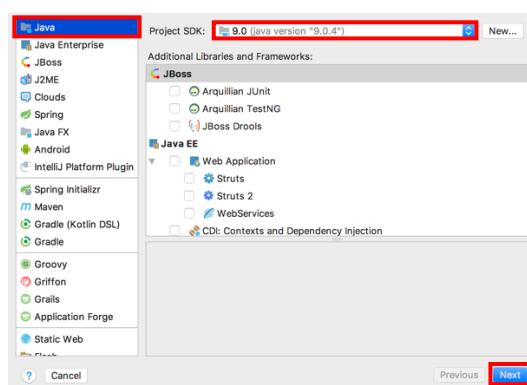 Java
Java Enterprise
JBoss
J2ME
Clouds
Spring
Java FX
Android
IntelliJ Platform Plugin
Spring Initializr
Maven
Gradle (Kotlin DSL)
Gradle
Groovy
Griffon
Grails
Application Forge
Static Web
Flash
Project SDK: 9.0 (java version "9.0.4") New...
Additional Libraries and Frameworks:
JBoss
Arquillian JUnit
Arquillian TestNG
JBoss Drools
Java EE
Web Application
Struts
Struts 2
WebServices
CDI: Contexts and Dependency Injection
? Cancel Previous Next